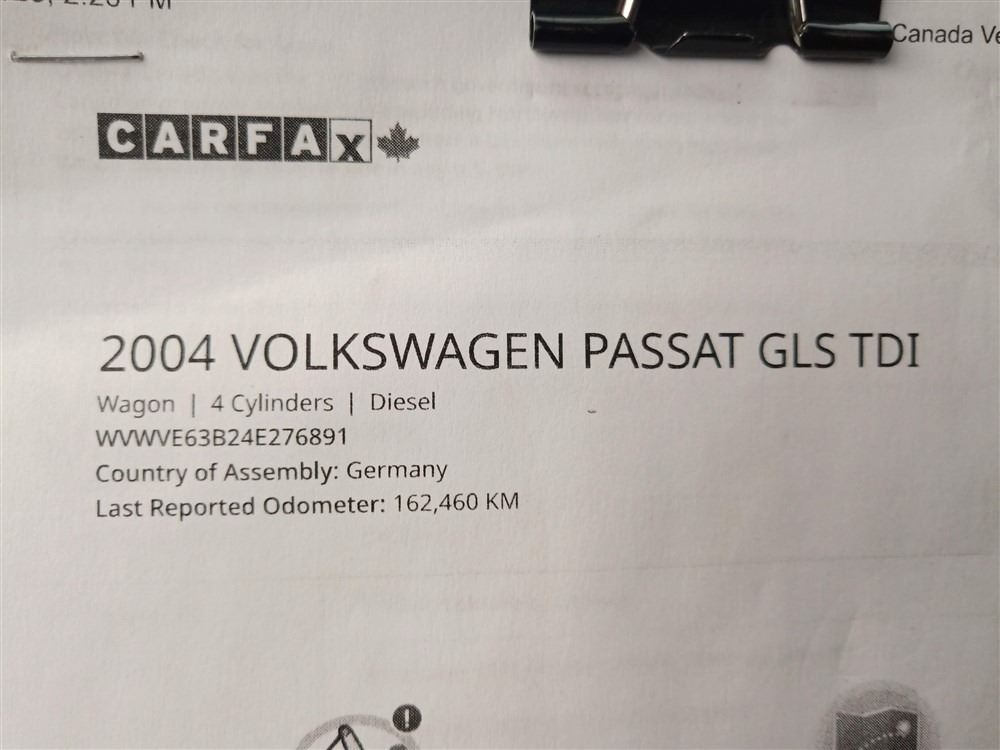 Canada
CARFAX
2004 VOLKSWAGEN PASSAT GLS TDI
Wagon | 4 Cylinders | Diesel
WVWVE63B24E276891
Country of Assembly: Germany
Last Reported Odometer: 162,460 KM